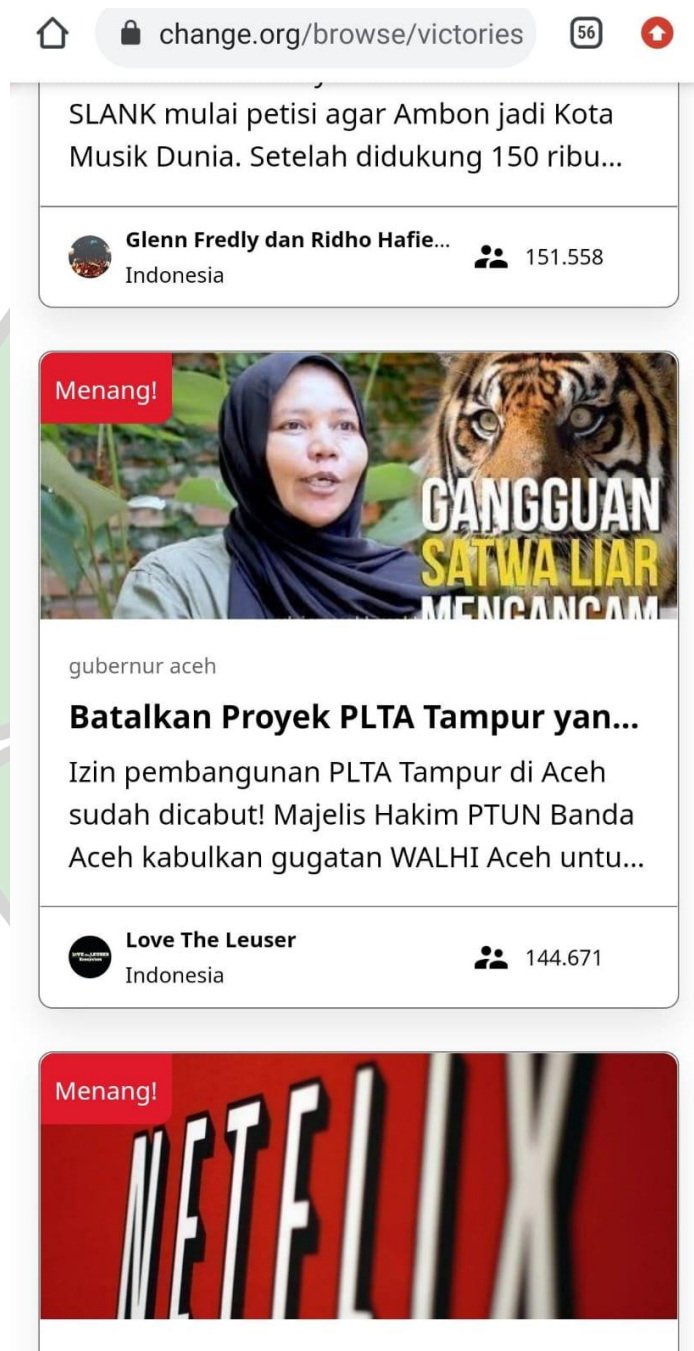 change.org/browse/victories
56
SLANK mulai petisi agar Ambon jadi Kota
Musik Dunia. Setelah didukung 150 ribu...
Glenn Fredly dan Ridho Hafie...
151.558
Indonesia
Menang!
GANGGUAN
SATWA LIAR
MENGANCAM
gubernur aceh
Batalkan Proyek PLTA Tampur yan...
Izin pembangunan PLTA Tampur di Aceh
sudah dicabut! Majelis Hakim PTUN Banda
Aceh kabulkan gugatan WALHI Aceh untu...
Love The Leuser
144.671
Indonesia
Menang!
NETFLIX